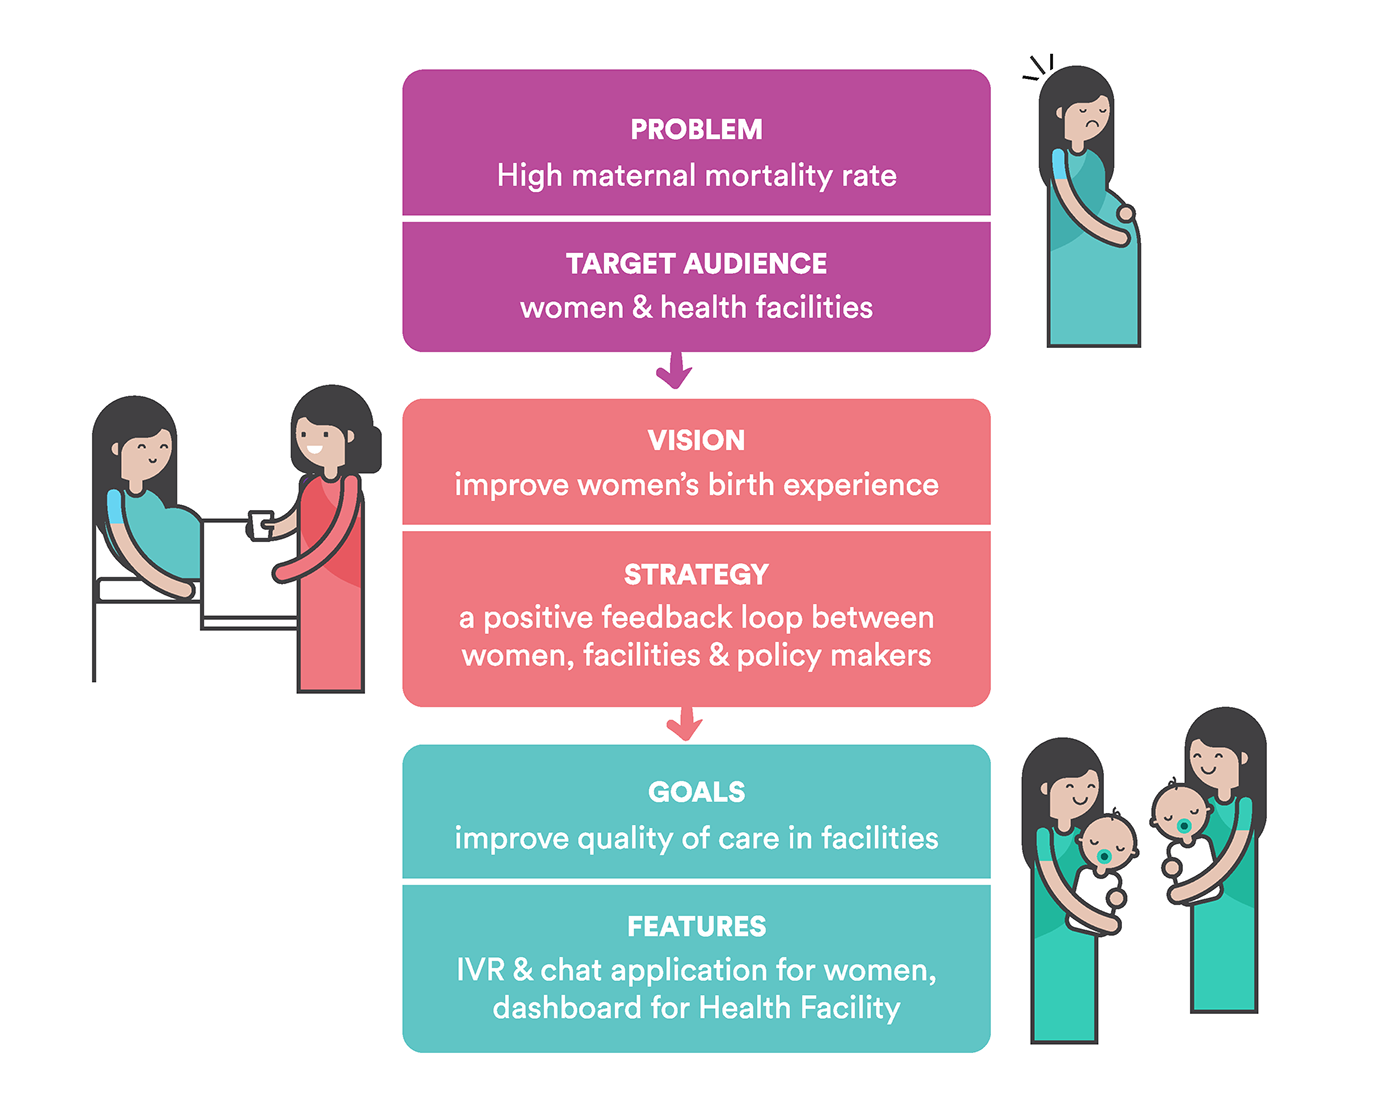 PROBLEM
High maternal mortality rate
TARGET AUDIENCE
women & health facilities
VISION
improve women’s birth experience
STRATEGY
a positive feedback loop between
women, facilities & policy makers
GOALS
improve quality of care in facilities
FEATURES
IVR & chat application for women,
dashboard for Health Facility